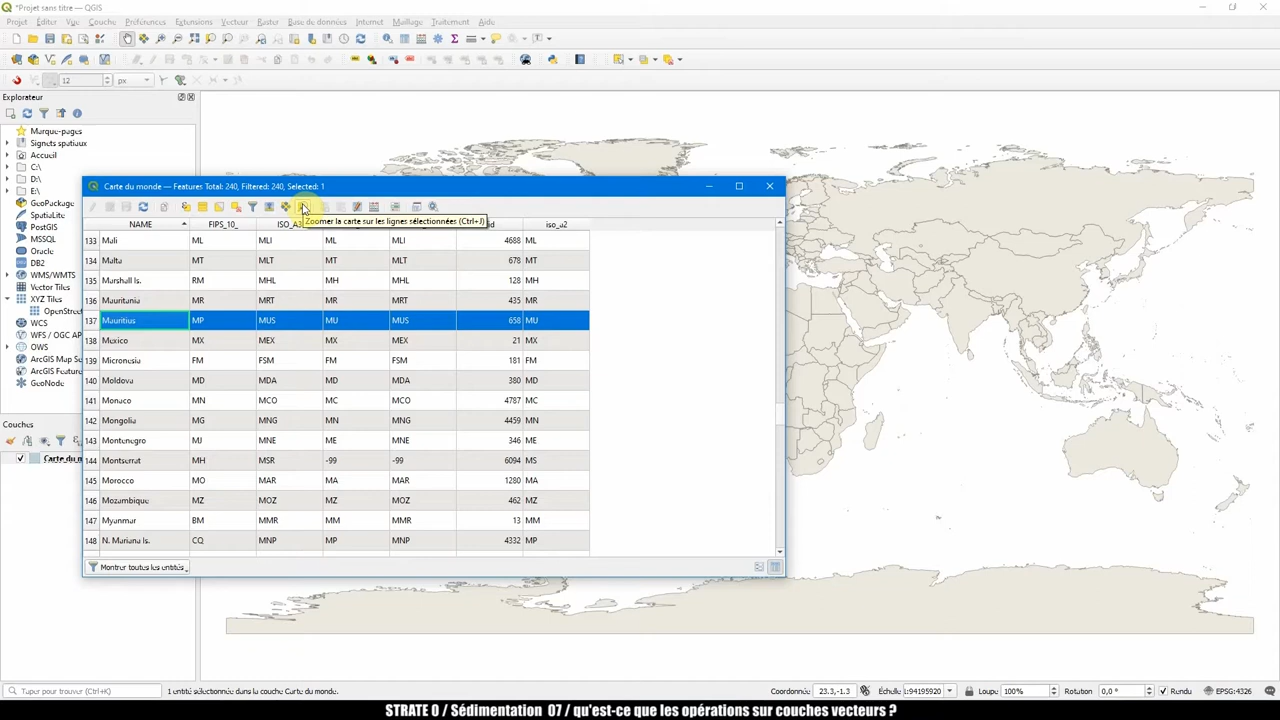 *Projet sans titre — QGIS
Projet Éditer Vue Couche Préférences Extensions Vecteur Raster Base de données Internet Maillage Traitement Aide
12 px
Explorateur
Marque-pages
Signets spatiaux
Accueil
C:\
D:\
E:\
GeoPackage
SpatiaLite
PostGIS
MSSQL
Oracle
DB2
WMS/WMTS
Vector Tiles
XYZ Tiles
OpenStree
WCS
WFS / OGC AP
OWS
ArcGIS Map Se
ArcGIS Feature
GeoNode
Couches
Carte du m
Carte du monde — Features Total: 240, Filtered: 240, Selected: 1
Zoomer la carte sur les lignes sélectionnées (Ctrl+J)
NAME FIPS_10_ ISO_A3 id iso_a2
133 Mali ML MLI ML MLI 4688 ML
134 Malta MT MLT MT MLT 678 MT
135 Marshall Is. RM MHL MH MHL 128 MH
136 Mauritania MR MRT MR MRT 435 MR
137 Mauritius MP MUS MU MUS 658 MU
138 Mexico MX MEX MX MEX 21 MX
139 Micronesia FM FSM FM FSM 181 FM
140 Moldova MD MDA MD MDA 380 MD
141 Monaco MN MCO MC MCO 4787 MC
142 Mongolia MG MNG MN MNG 4459 MN
143 Montenegro MJ MNE ME MNE 346 ME
144 Montserrat MH MSR -99 -99 6094 MS
145 Morocco MO MAR MA MAR 1280 MA
146 Mozambique MZ MOZ MZ MOZ 462 MZ
147 Myanmar BM MMR MM MMR 13 MM
148 N. Mariana Is. CQ MNP MP MNP 4332 MP
Montrer toutes les entités
Taper pour trouver (Ctrl+K) 1 entité sélectionnée dans la couche Carte du monde. Coordonnée 23.3,-1.3 Échelle 1:94195920 Loupe 100% Rotation 0,0 ° Rendu EPSG:4326
STRATE 0 / Sédimentation 07 / qu'est-ce que les opérations sur couches vecteurs ?